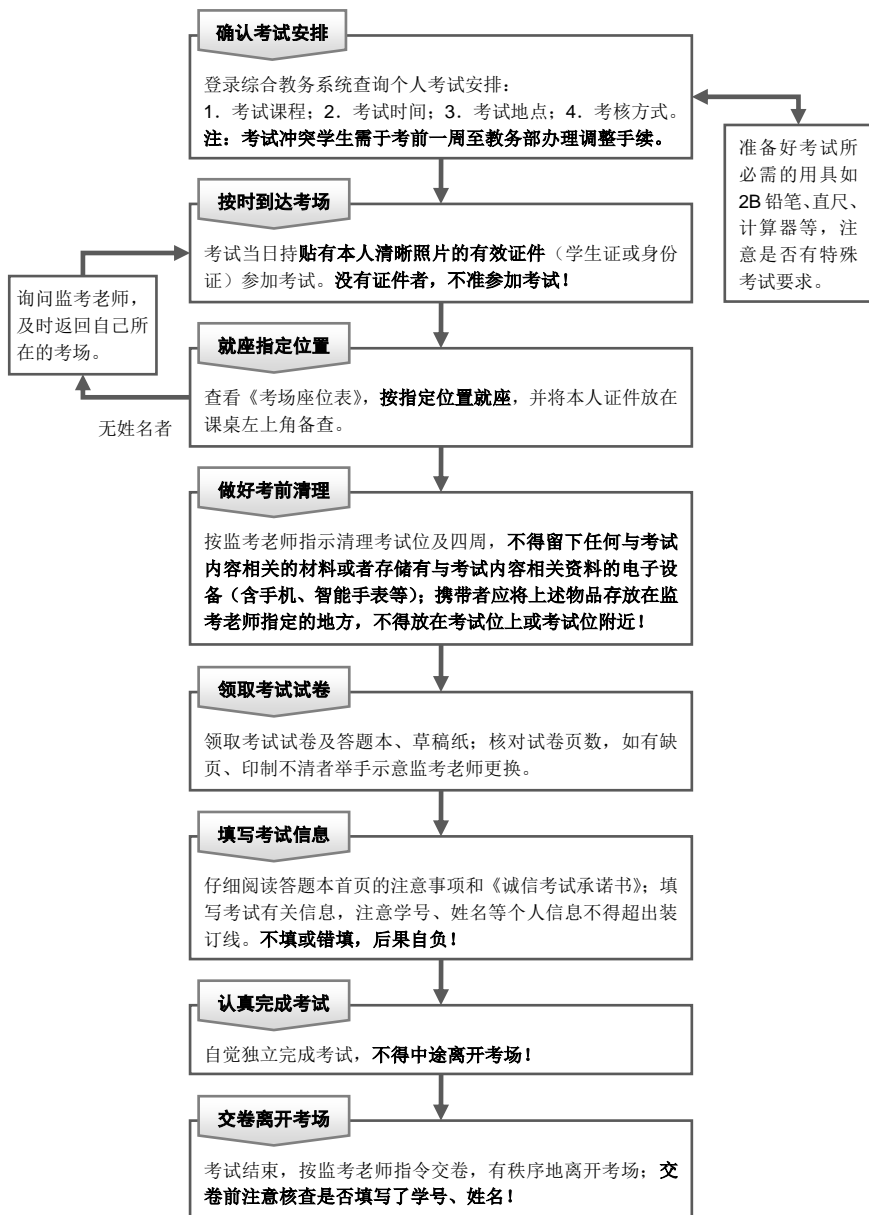 确认考试安排
登录综合教务系统查询个人考试安排：
1．考试课程；2．考试时间；3．考试地点；4．考核方式。
注：考试冲突学生需于考前一周至教务部办理调整手续。
准备好考试所
必需的用具如
2B 铅笔、直尺、
计算器等，注
意是否有特殊
考试要求。
按时到达考场
考试当日持贴有本人清晰照片的有效证件（学生证或身份
证）参加考试。没有证件者，不准参加考试！
询问监考老师，
及时返回自己所
在的考场。
就座指定位置
查看《考场座位表》，按指定位置就座，并将本人证件放在
课桌左上角备查。
无姓名者
做好考前清理
按监考老师指示清理考试位及四周，不得留下任何与考试
内容相关的材料或者存储有与考试内容相关资料的电子设
备（含手机、智能手表等）；携带者应将上述物品存放在监
考老师指定的地方，不得放在考试位上或考试位附近！
领取考试试卷
领取考试试卷及答题本、草稿纸；核对试卷页数，如有缺
页、印制不清者举手示意监考老师更换。
填写考试信息
仔细阅读答题本首页的注意事项和《诚信考试承诺书》；填
写考试有关信息，注意学号、姓名等个人信息不得超出装
订线。不填或错填，后果自负！
认真完成考试
自觉独立完成考试，不得中途离开考场！
交卷离开考场
考试结束，按监考老师指令交卷，有秩序地离开考场；交
卷前注意核查是否填写了学号、姓名！